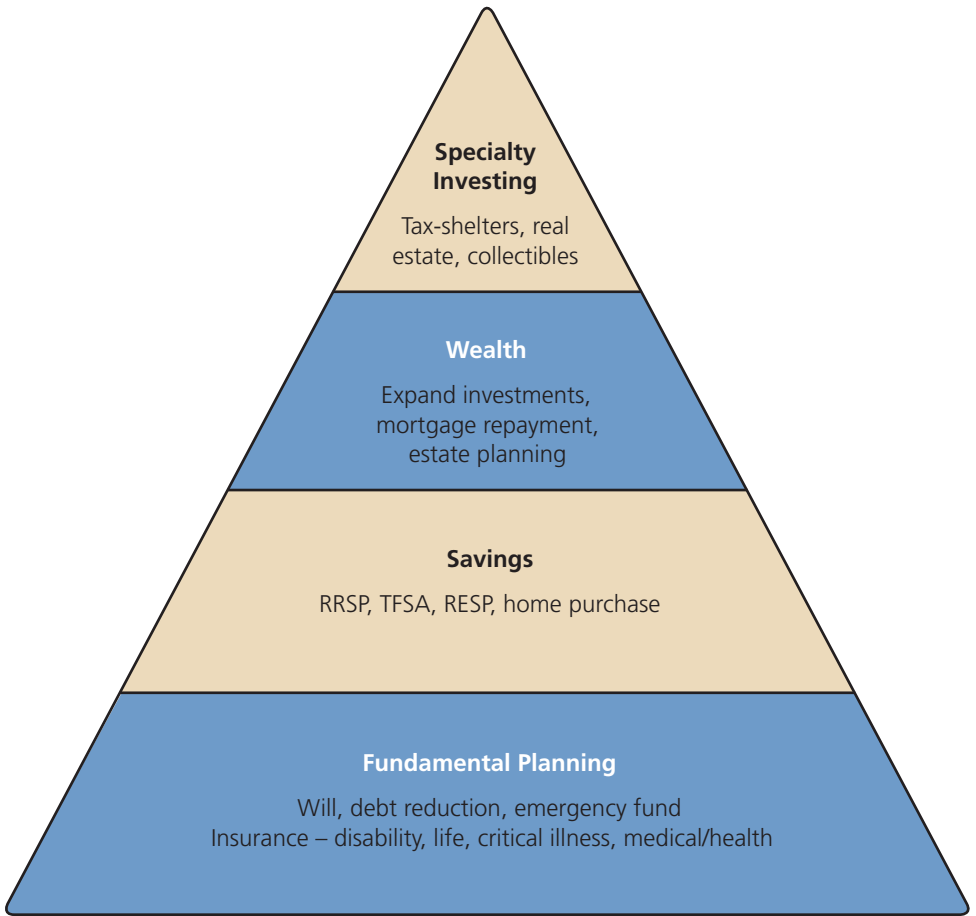 Specialty
Investing
Tax-shelters, real
estate, collectibles
Wealth
Expand investments,
mortgage repayment,
estate planning
Savings
RRSP, TFSA, RESP, home purchase
Fundamental Planning
Will, debt reduction, emergency fund
Insurance – disability, life, critical illness, medical/health